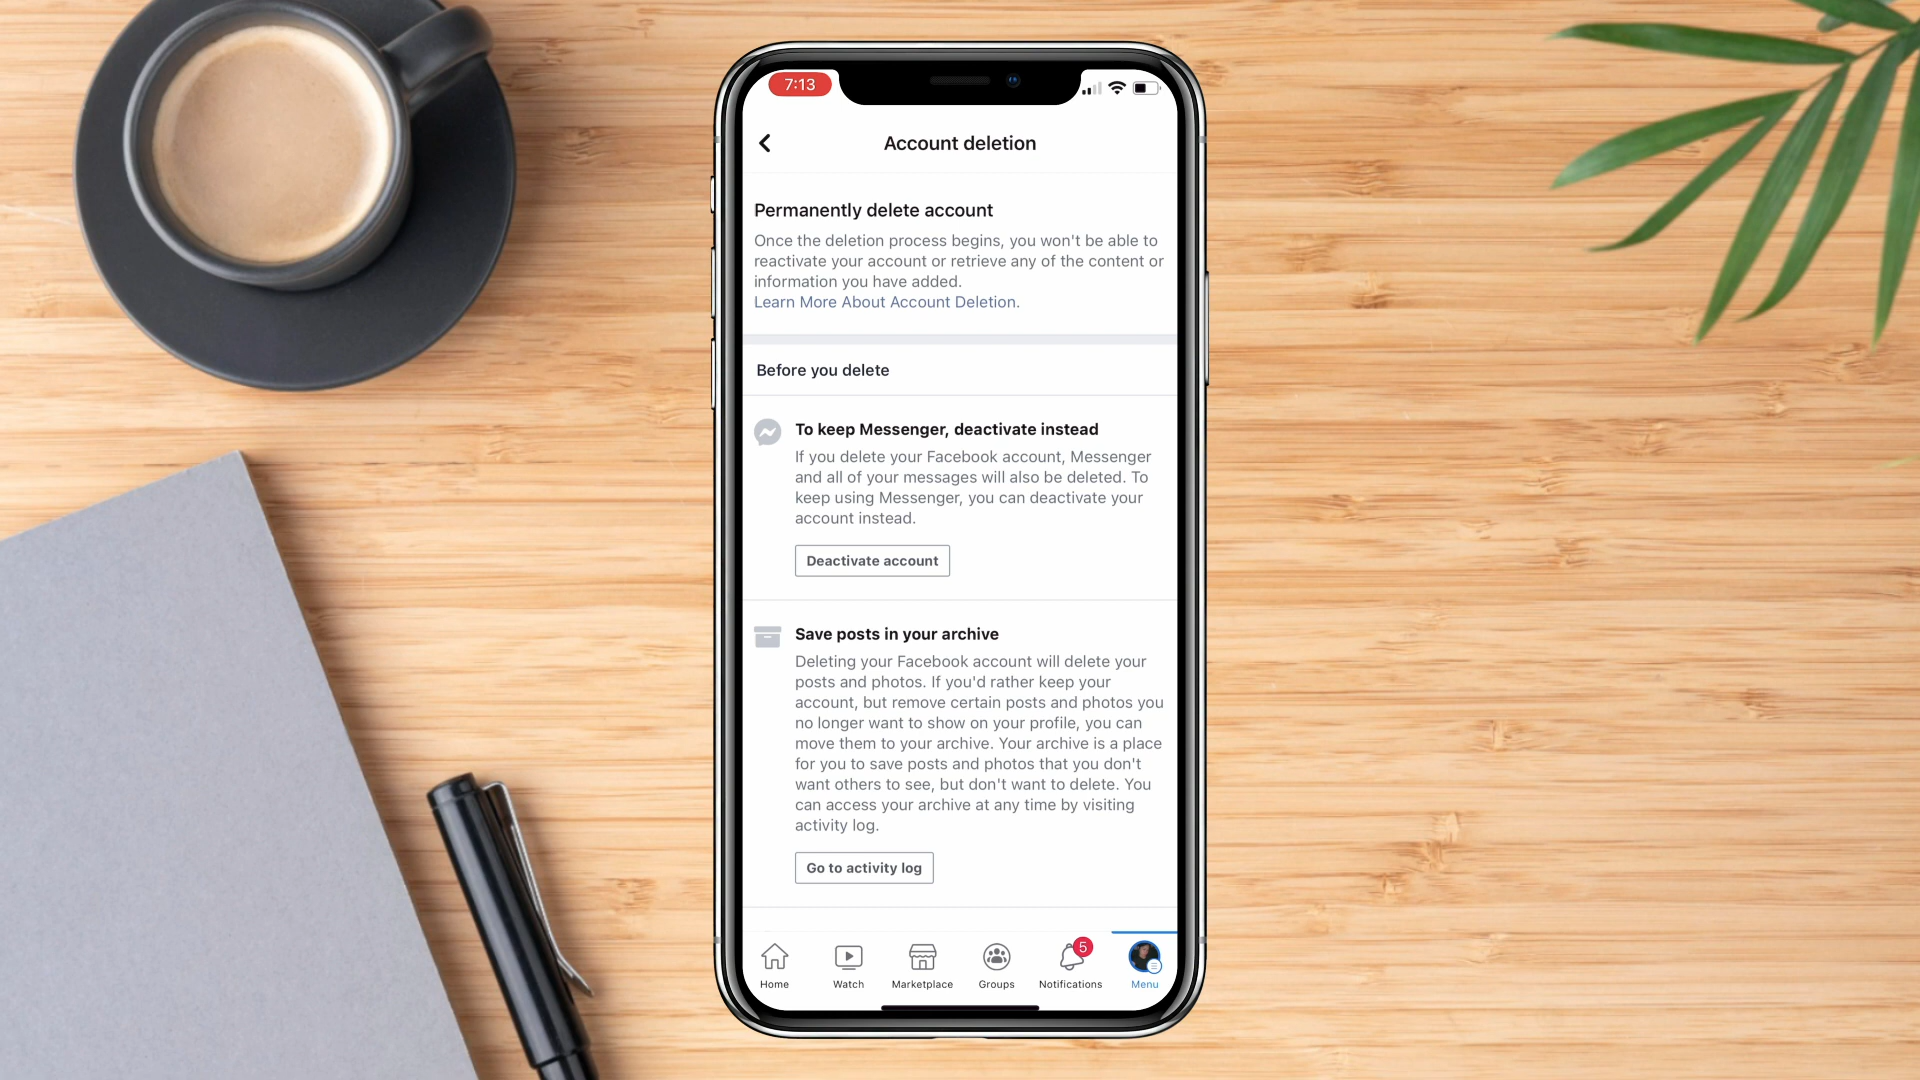 7:13
Account deletion
Permanently delete account
Once the deletion process begins, you won't be able to
reactivate your account or retrieve any of the content or
information you have added.
Learn More About Account Deletion.
Before you delete
To keep Messenger, deactivate instead
If you delete your Facebook account, Messenger
and all of your messages will also be deleted. To
keep using Messenger, you can deactivate your
account instead.
Deactivate account
Save posts in your archive
Deleting your Facebook account will delete your
posts and photos. If you'd rather keep your
account, but remove certain posts and photos you
no longer want to show on your profile, you can
move them to your archive. Your archive is a place
for you to save posts and photos that you don't
want others to see, but don't want to delete. You
can access your archive at any time by visiting
activity log.
Go to activity log
5
Home Watch Marketplace Groups Notifications Menu